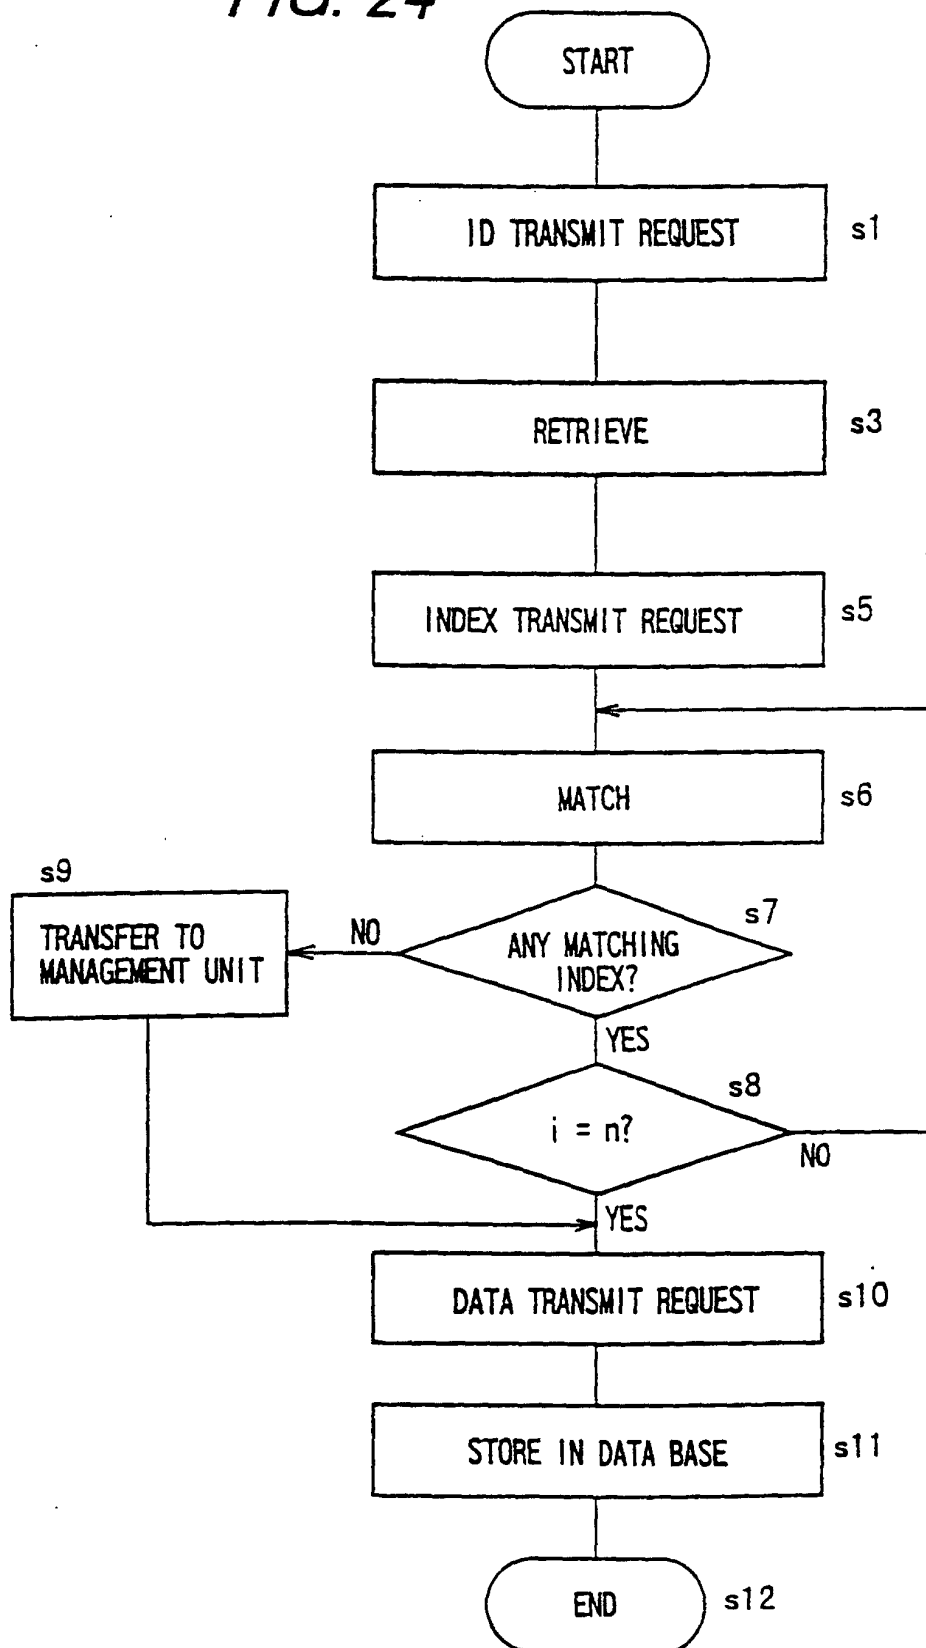 FIG. 24
START
ID TRANSMIT REQUEST s1
RETRIEVE s3
INDEX TRANSMIT REQUEST s5
MATCH s6
s9
TRANSFER TO
MANAGEMENT UNIT
NO
s7
ANY MATCHING
INDEX?
YES
s8
i = n?
NO
YES
DATA TRANSMIT REQUEST s10
STORE IN DATA BASE s11
END s12